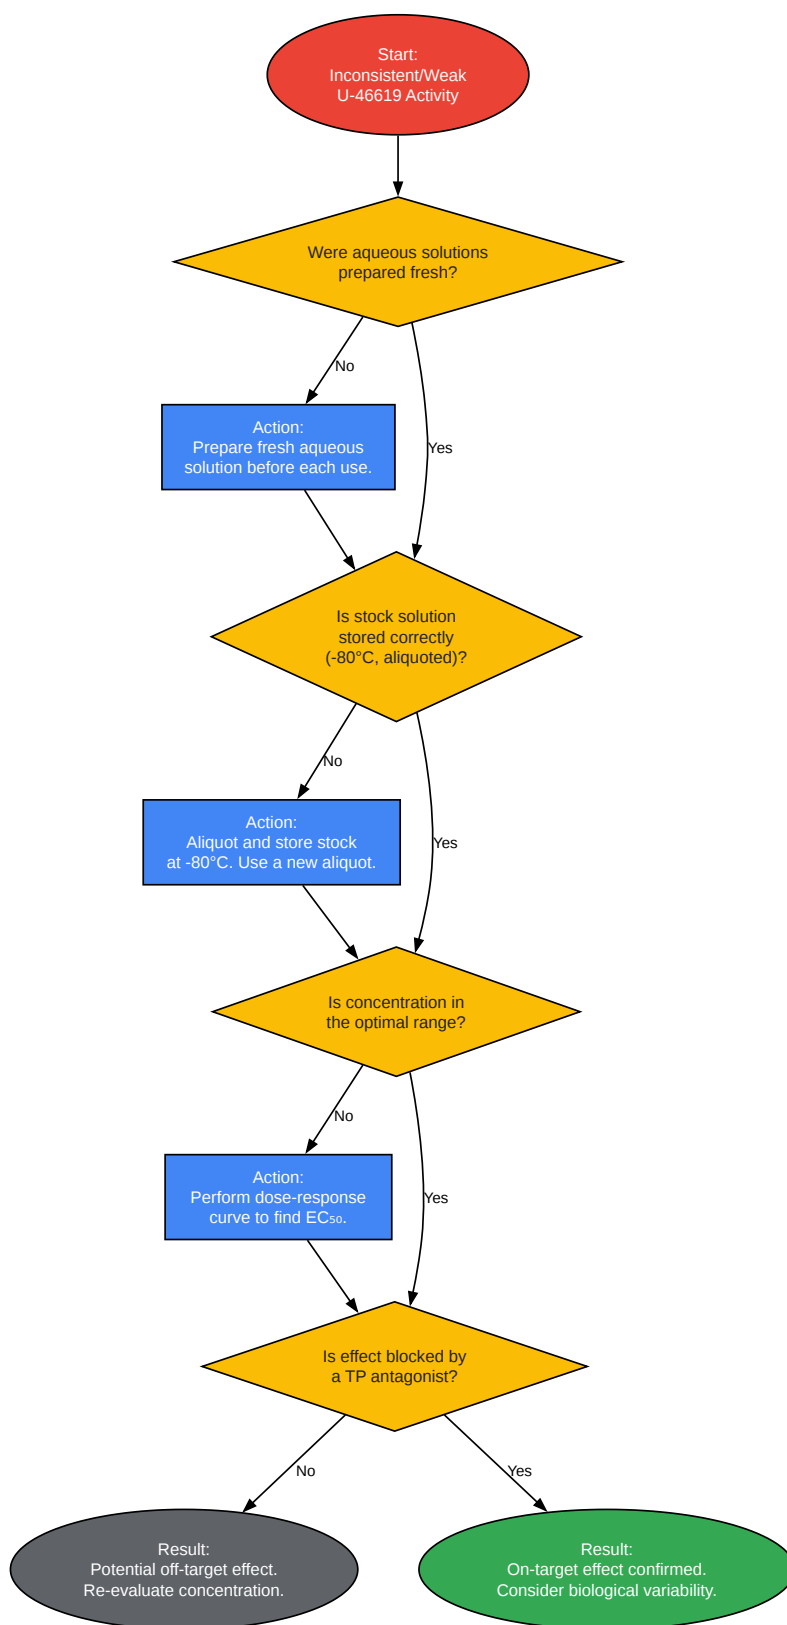 Start:
Inconsistent/Weak
U-46619 Activity
Were aqueous solutions
prepared fresh?
No
Yes
Action:
Prepare fresh aqueous
solution before each use.
Is stock solution
stored correctly
(-80°C, aliquoted)?
No
Yes
Action:
Aliquot and store stock
at -80°C. Use a new aliquot.
Is concentration in
the optimal range?
No
Yes
Action:
Perform dose-response
curve to find EC₅₀.
Is effect blocked by
a TP antagonist?
No
Yes
Result:
Potential off-target effect.
Re-evaluate concentration.
Result:
On-target effect confirmed.
Consider biological variability.